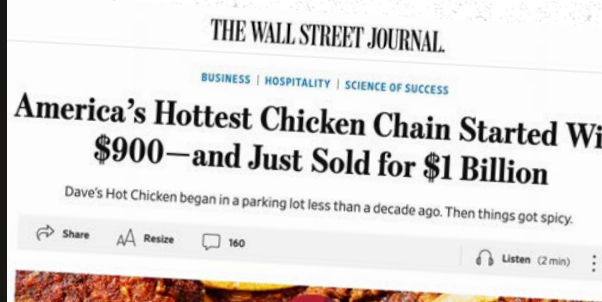 THE WALL STREET JOURNAL.
BUSINESS | HOSPITALITY | SCIENCE OF SUCCESS
America's Hottest Chicken Chain Started Wi
$900—and Just Sold for $1 Billion
Dave's Hot Chicken began in a parking lot less than a decade ago. Then things got spicy.
Share AA Resize 160 Listen (2 min)